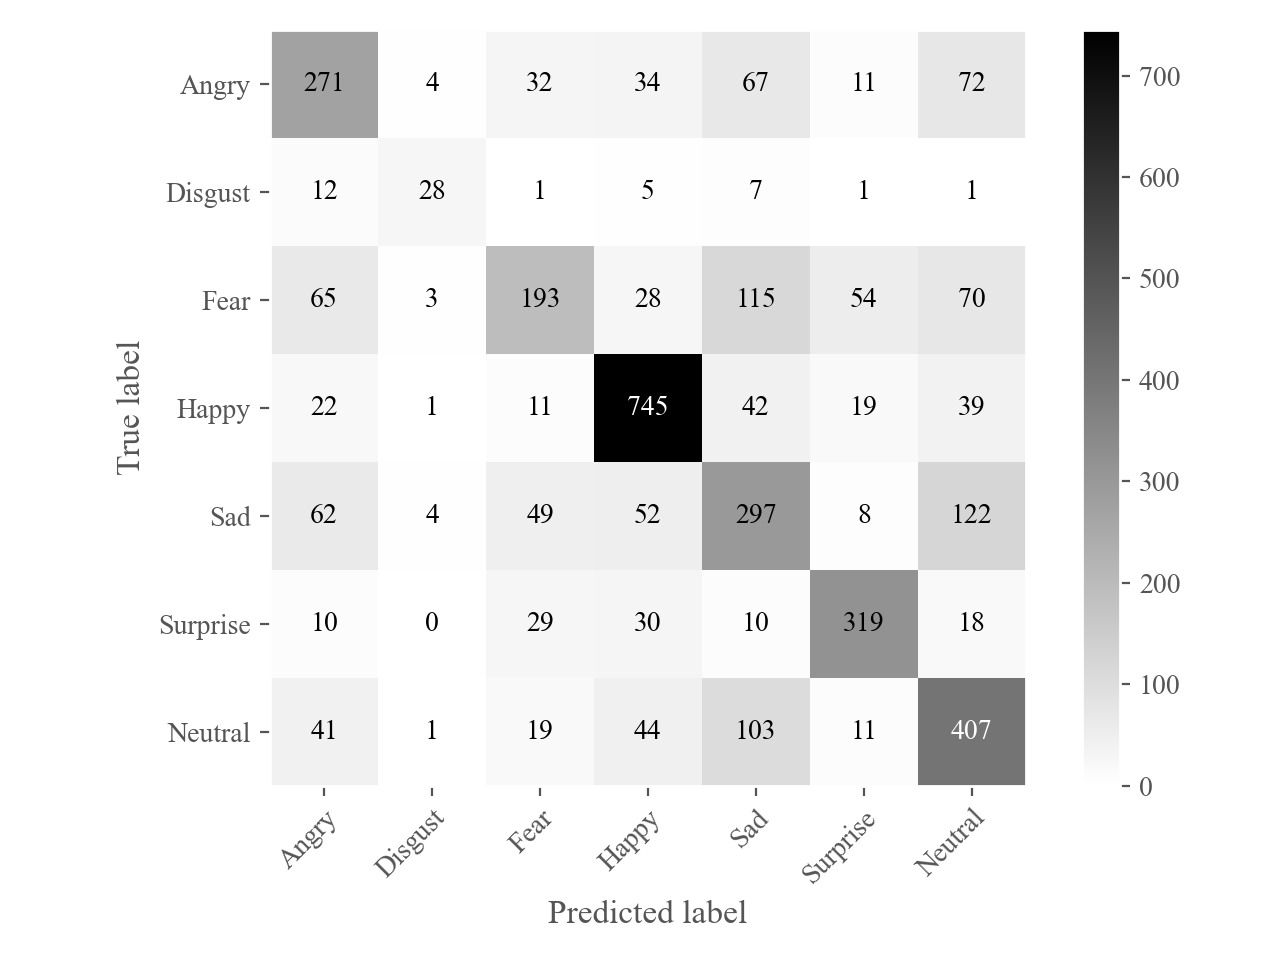 Angry 271 4 32 34 67 11 72
Disgust 12 28 1 5 7 1 1
Fear 65 3 193 28 115 54 70
Happy 22 1 11 745 42 19 39
Sad 62 4 49 52 297 8 122
Surprise 10 0 29 30 10 319 18
Neutral 41 1 19 44 103 11 407
True label
Angry Disgust Fear Happy Sad Surprise Neutral
Predicted label
700
600
500
400
300
200
100
0